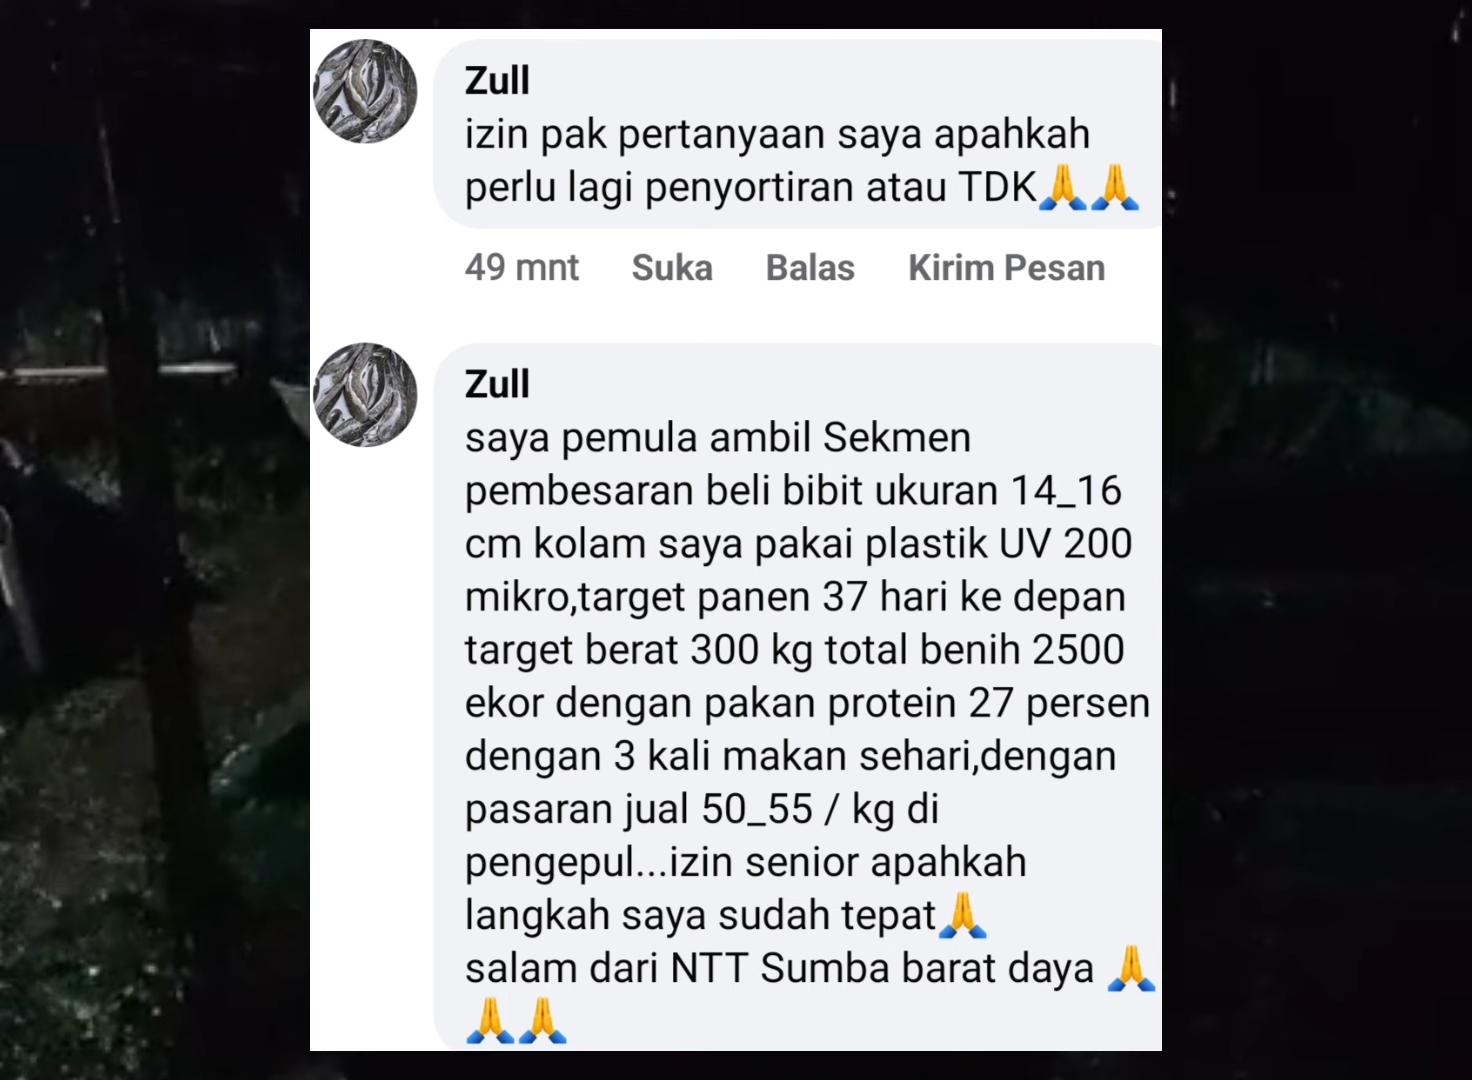 Zull
izin pak pertanyaan saya apahkah
perlu lagi penyortiran atau TDK🙏🙏
49 mnt Suka Balas Kirim Pesan
Zull
saya pemula ambil Sekmen
pembesaran beli bibit ukuran 14_16
cm kolam saya pakai plastik UV 200
mikro,target panen 37 hari ke depan
target berat 300 kg total benih 2500
ekor dengan pakan protein 27 persen
dengan 3 kali makan sehari,dengan
pasaran jual 50_55 / kg di
pengepul...izin senior apahkah
langkah saya sudah tepat🙏
salam dari NTT Sumba barat daya 🙏
🙏🙏